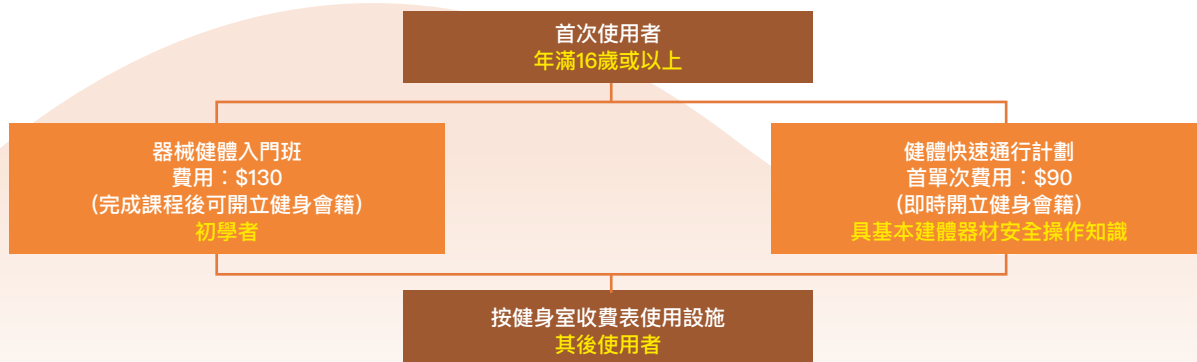 首次使用者
年滿16歲或以上
器械健體入門班
費用：$130
(完成課程後可開立健身會籍)
初學者
健體快速通行計劃
首單次費用：$90
(即時開立健身會籍)
具基本建體器材安全操作知識
按健身室收費表使用設施
其後使用者